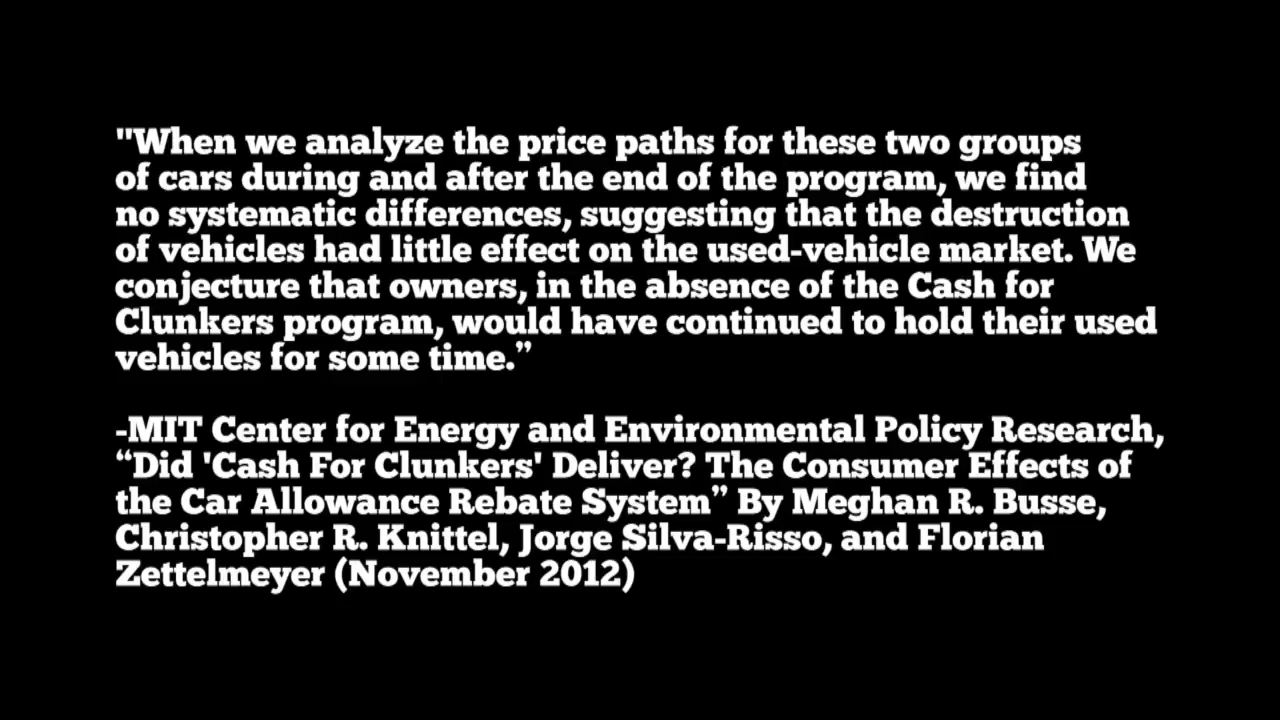 "When we analyze the price paths for these two groups
of cars during and after the end of the program, we find
no systematic differences, suggesting that the destruction
of vehicles had little effect on the used-vehicle market. We
conjecture that owners, in the absence of the Cash for
Clunkers program, would have continued to hold their used
vehicles for some time.”
-MIT Center for Energy and Environmental Policy Research,
“Did 'Cash For Clunkers' Deliver? The Consumer Effects of
the Car Allowance Rebate System” By Meghan R. Busse,
Christopher R. Knittel, Jorge Silva-Risso, and Florian
Zettelmeyer (November 2012)